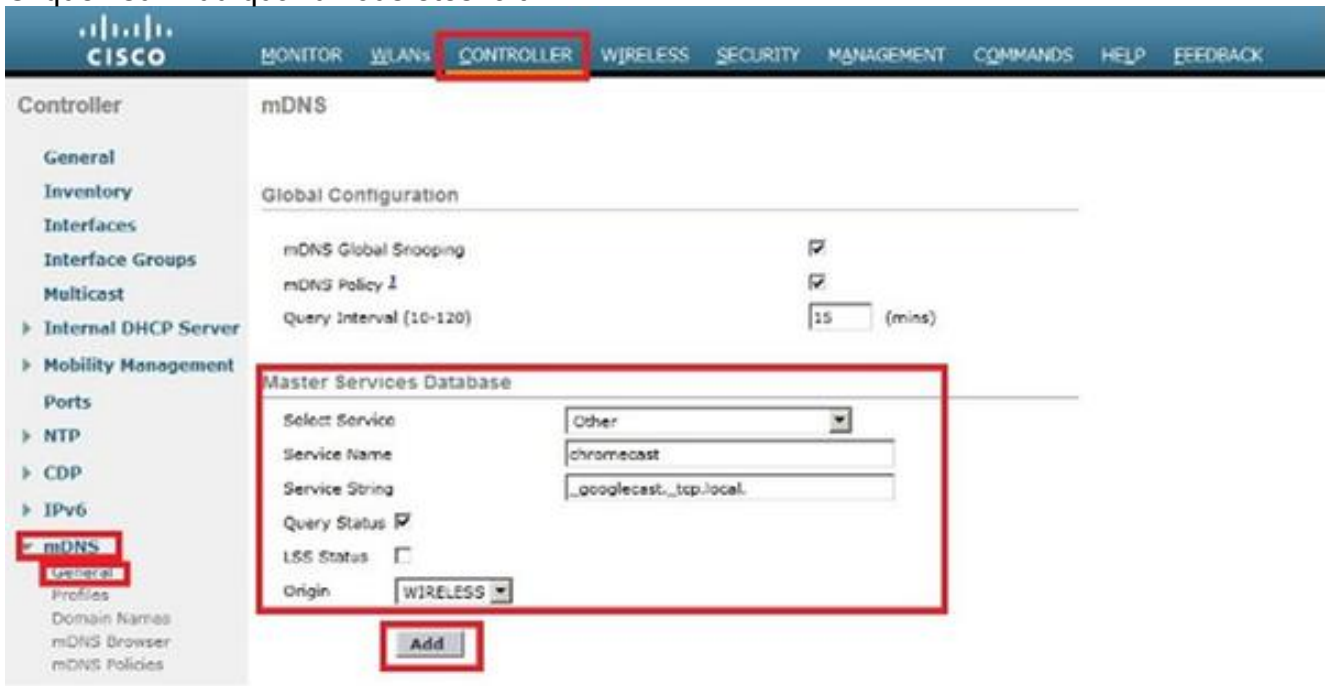 CISCO
MONITOR WLANs CONTROLLER WIRELESS SECURITY MANAGEMENT COMMANDS HELP FEEDBACK
Controller
General
Inventory
Interfaces
Interface Groups
Multicast
Internal DHCP Server
Mobility Management
Ports
NTP
CDP
IPv6
mDNS
General
Profiles
Domain Names
mDNS Browser
mDNS Policies
mDNS
Global Configuration
mDNS Global Snooping
mDNS Policy 1
Query Interval (10-120) 15 (mins)
Master Services Database
Select Service Other
Service Name chromecast
Service String _googlecast._tcp.local.
Query Status
LSS Status
Origin WIRELESS
Add